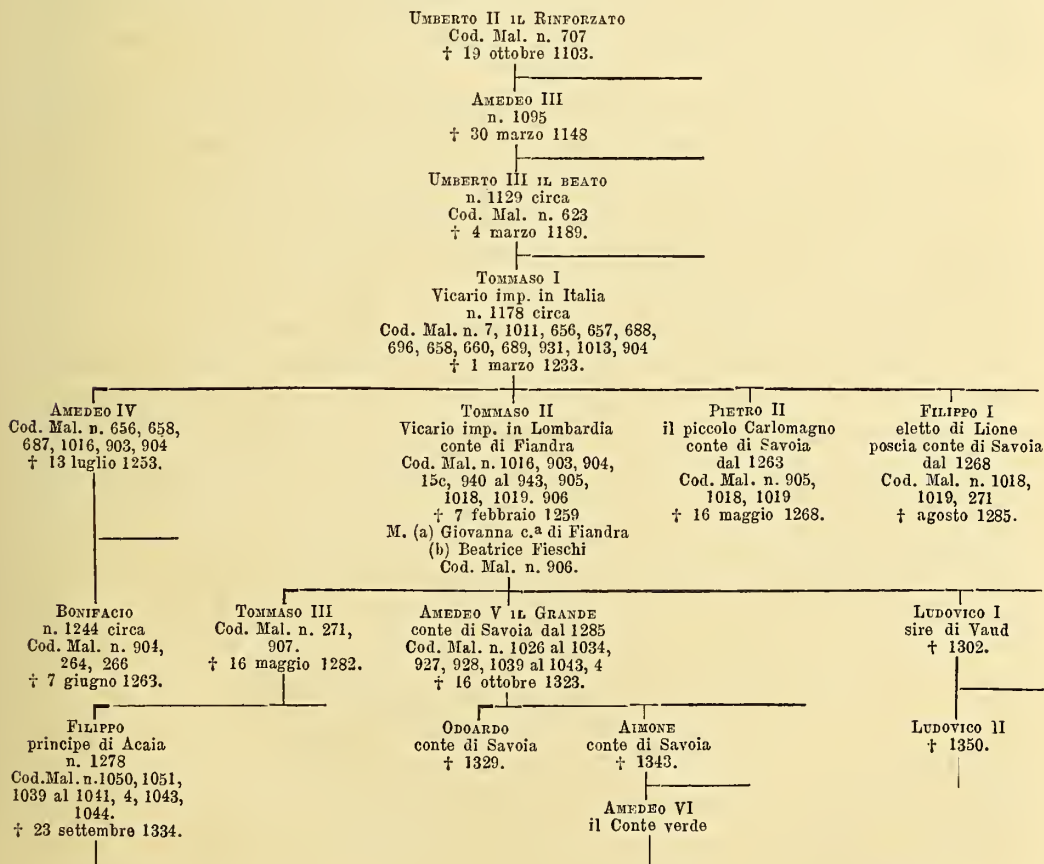 UMBERTO II IL RINFORZATO
Cod. Mal. n. 707
† 19 ottobre 1103.
AMEDEO III
n. 1095
† 30 marzo 1148
UMBERTO III IL BEATO
n. 1129 circa
Cod. Mal. n. 623
† 4 marzo 1189.
TOMMASO I
Vicario imp. in Italia
n. 1178 circa
Cod. Mal. n. 7, 1011, 656, 657, 688,
696, 658, 660, 689, 931, 1013, 904
† 1 marzo 1233.
AMEDEO IV
Cod. Mal. n. 656, 658,
687, 1016, 903, 904
† 13 luglio 1253.
TOMMASO II
Vicario imp. in Lombardia
conte di Fiandra
Cod. Mal. n. 1016, 903, 904,
15c, 940 al 943, 905,
1018, 1019. 906
† 7 febbraio 1259
M. (a) Giovanna c.ª di Fiandra
(b) Beatrice Fieschi
Cod. Mal. n. 906.
PIETRO II
il piccolo Carlomagno
conte di Savoia
dal 1263
Cod. Mal. n. 905,
1018, 1019
† 16 maggio 1268.
FILIPPO I
eletto di Lione
poscia conte di Savoia
dal 1268
Cod. Mal. n. 1018,
1019, 271
† agosto 1285.
BONIFACIO
n. 1244 circa
Cod. Mal. n. 904,
264, 266
† 7 giugno 1263.
TOMMASO III
Cod. Mal. n. 271,
907.
† 16 maggio 1282.
AMEDEO V IL GRANDE
conte di Savoia dal 1285
Cod. Mal. n. 1026 al 1034,
927, 928, 1039 al 1043, 4
† 16 ottobre 1323.
LUDOVICO I
sire di Vaud
† 1302.
FILIPPO
principe di Acaia
n. 1278
Cod. Mal. n. 1050, 1051,
1039 al 1041, 4, 1043,
1044.
† 23 settembre 1334.
ODOARDO
conte di Savoia
† 1329.
AIMONE
conte di Savoia
† 1343.
LUDOVICO II
† 1350.
AMEDEO VI
il Conte verde